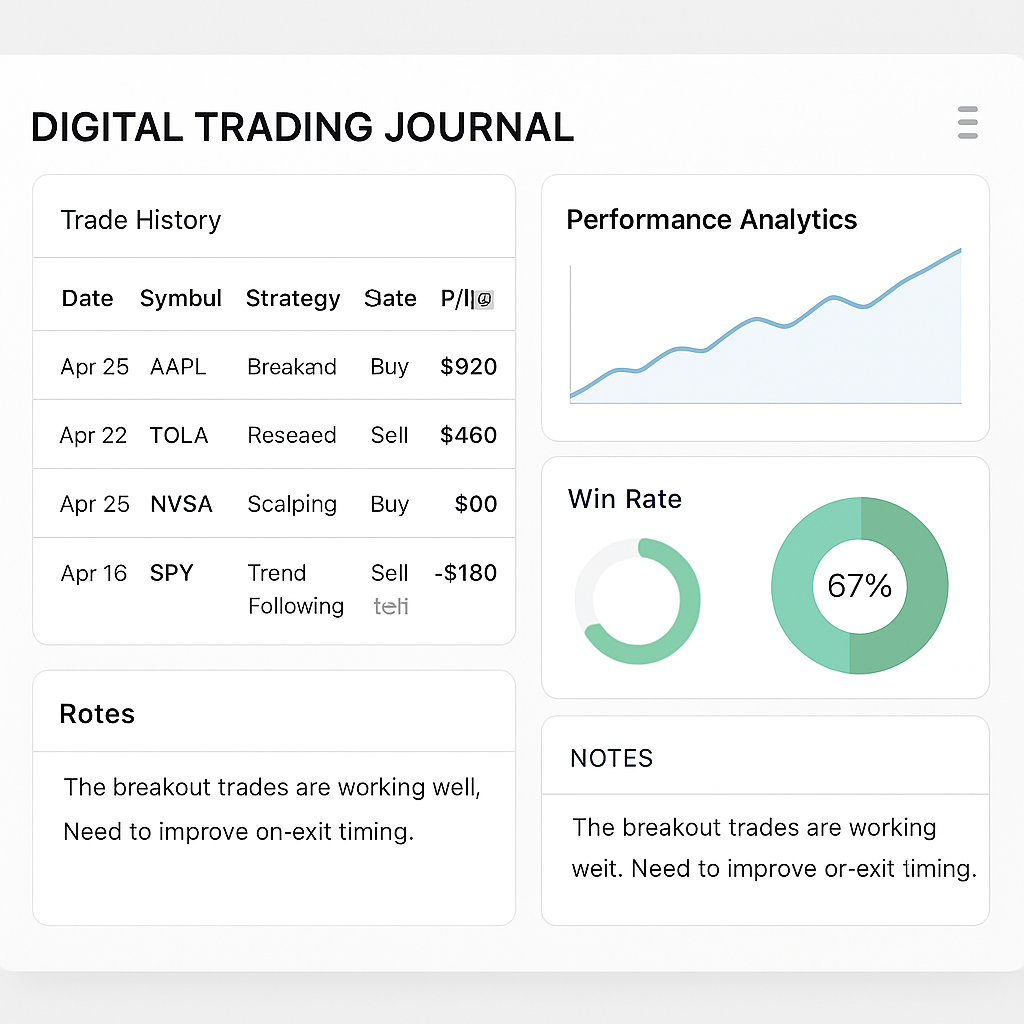 DIGITAL TRADING JOURNAL
Trade History
Date Symbul Strategy Sate
Apr 25 AAPL Breakand Buy $920
Apr 22 TOLA Reseaed Sell $460
Apr 25 NVSA Scalping Buy $00
Apr 16 SPY Trend Sell -$180
Following
Rotes
The breakout trades are working well,
Need to improve on-exit timing.
Performance Analytics
Win Rate
67%
NOTES
The breakout trades are working
weit. Need to improve or-exit timing.